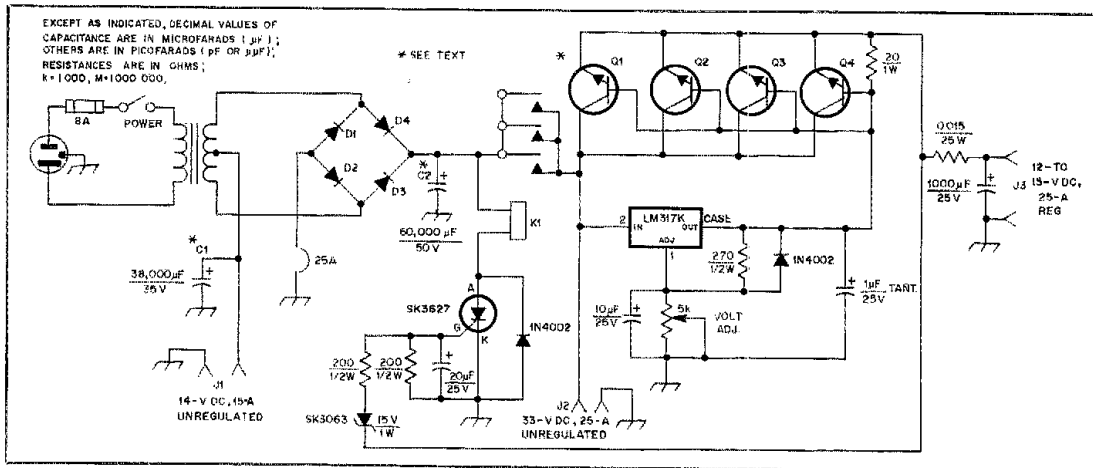 EXCEPT AS INDICATED, DECIMAL VALUES OF
CAPACITANCE ARE IN MICROFARADS (μF);
OTHERS ARE IN PICOFARADS (pF OR μμF);
RESISTANCES ARE IN OHMS;
k=1000, M=1000 000.
* SEE TEXT
8A
POWER
D1
D4
D2
D3
*
C2
60,000 μF
50V
K1
*
Q1
Q2
Q3
Q4
20
1W
0.015
25W
1000μF
25V
J3
12-TO
15-V DC,
25-A
REG
*
C1
38,000μF
35V
25A
J1
14-V DC, 15-A
UNREGULATED
SK3627
A
G
K
1N4002
200
1/2W
200
1/2W
20μF
25V
SK3063
15V
1W
2
LM317K
IN
OUT
ADJ
CASE
1
270
1/2W
1N4002
1μF
25V
TANT.
10μF
25V
5k
VOLT
ADJ.
J2
33-V DC, 25-A
UNREGULATED